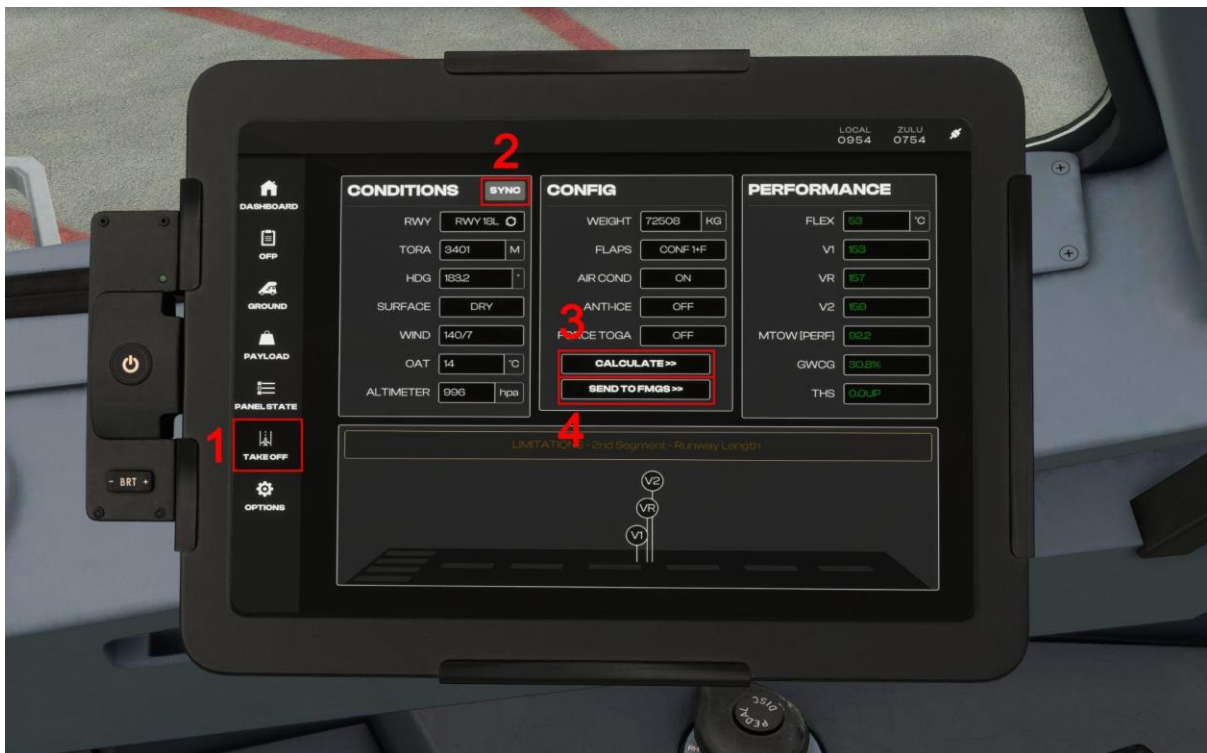 LOCAL ZULU
0954 0754
2
DASHBOARD
OFP
GROUND
PAYLOAD
PANEL STATE
1
TAKE OFF
OPTIONS
- BRT +
CONDITIONS SYNC
RWY RWY 18L
TORA 3401 M
HDG 183.2 °
SURFACE DRY
WIND 140/7
OAT 14 °C
ALTIMETER 996 hpa
CONFIG
WEIGHT 72508 KG
FLAPS CONF 1+F
AIR COND ON
ANTI-ICE OFF
3
FORCE TOGA OFF
CALCULATE >>
SEND TO FMGS >>
4
PERFORMANCE
FLEX 53 °C
V1 153
VR 157
V2 159
MTOW [PERF] 92.2
GWCG 30.8%
THS 0.0UP
LIMITATIONS - 2nd Segment - Runway Length
V2
VR
V1
DISC
PEDAL